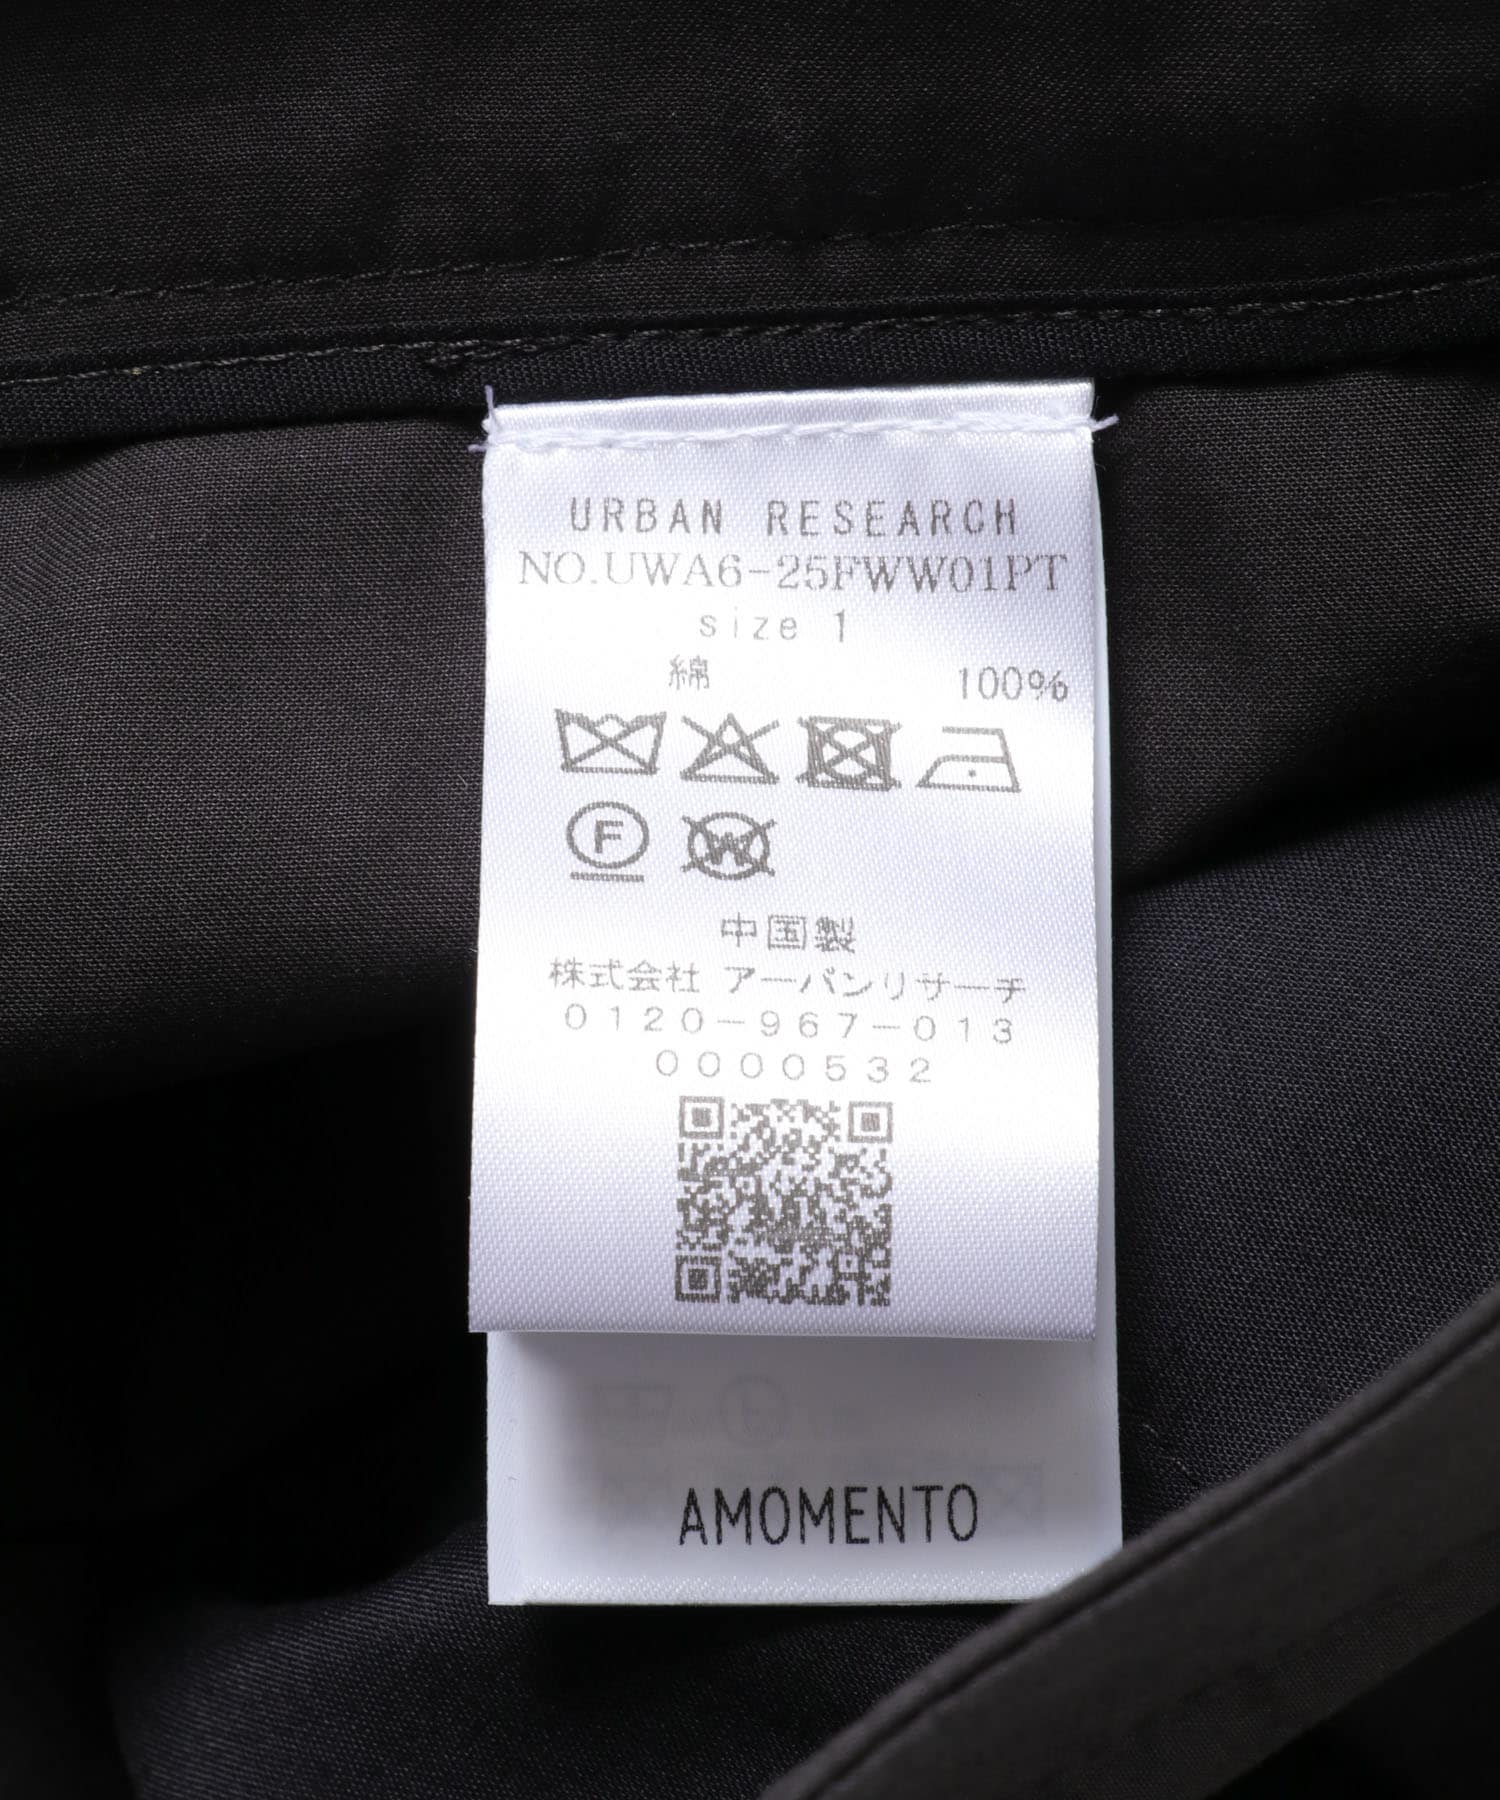 URBAN RESEARCH
NO.UWA6-25FWW01PT
size 1
綿 100%
F W
中国製
株式会社 アーバンリサーチ
0120-967-013
0000532
AMOMENTO